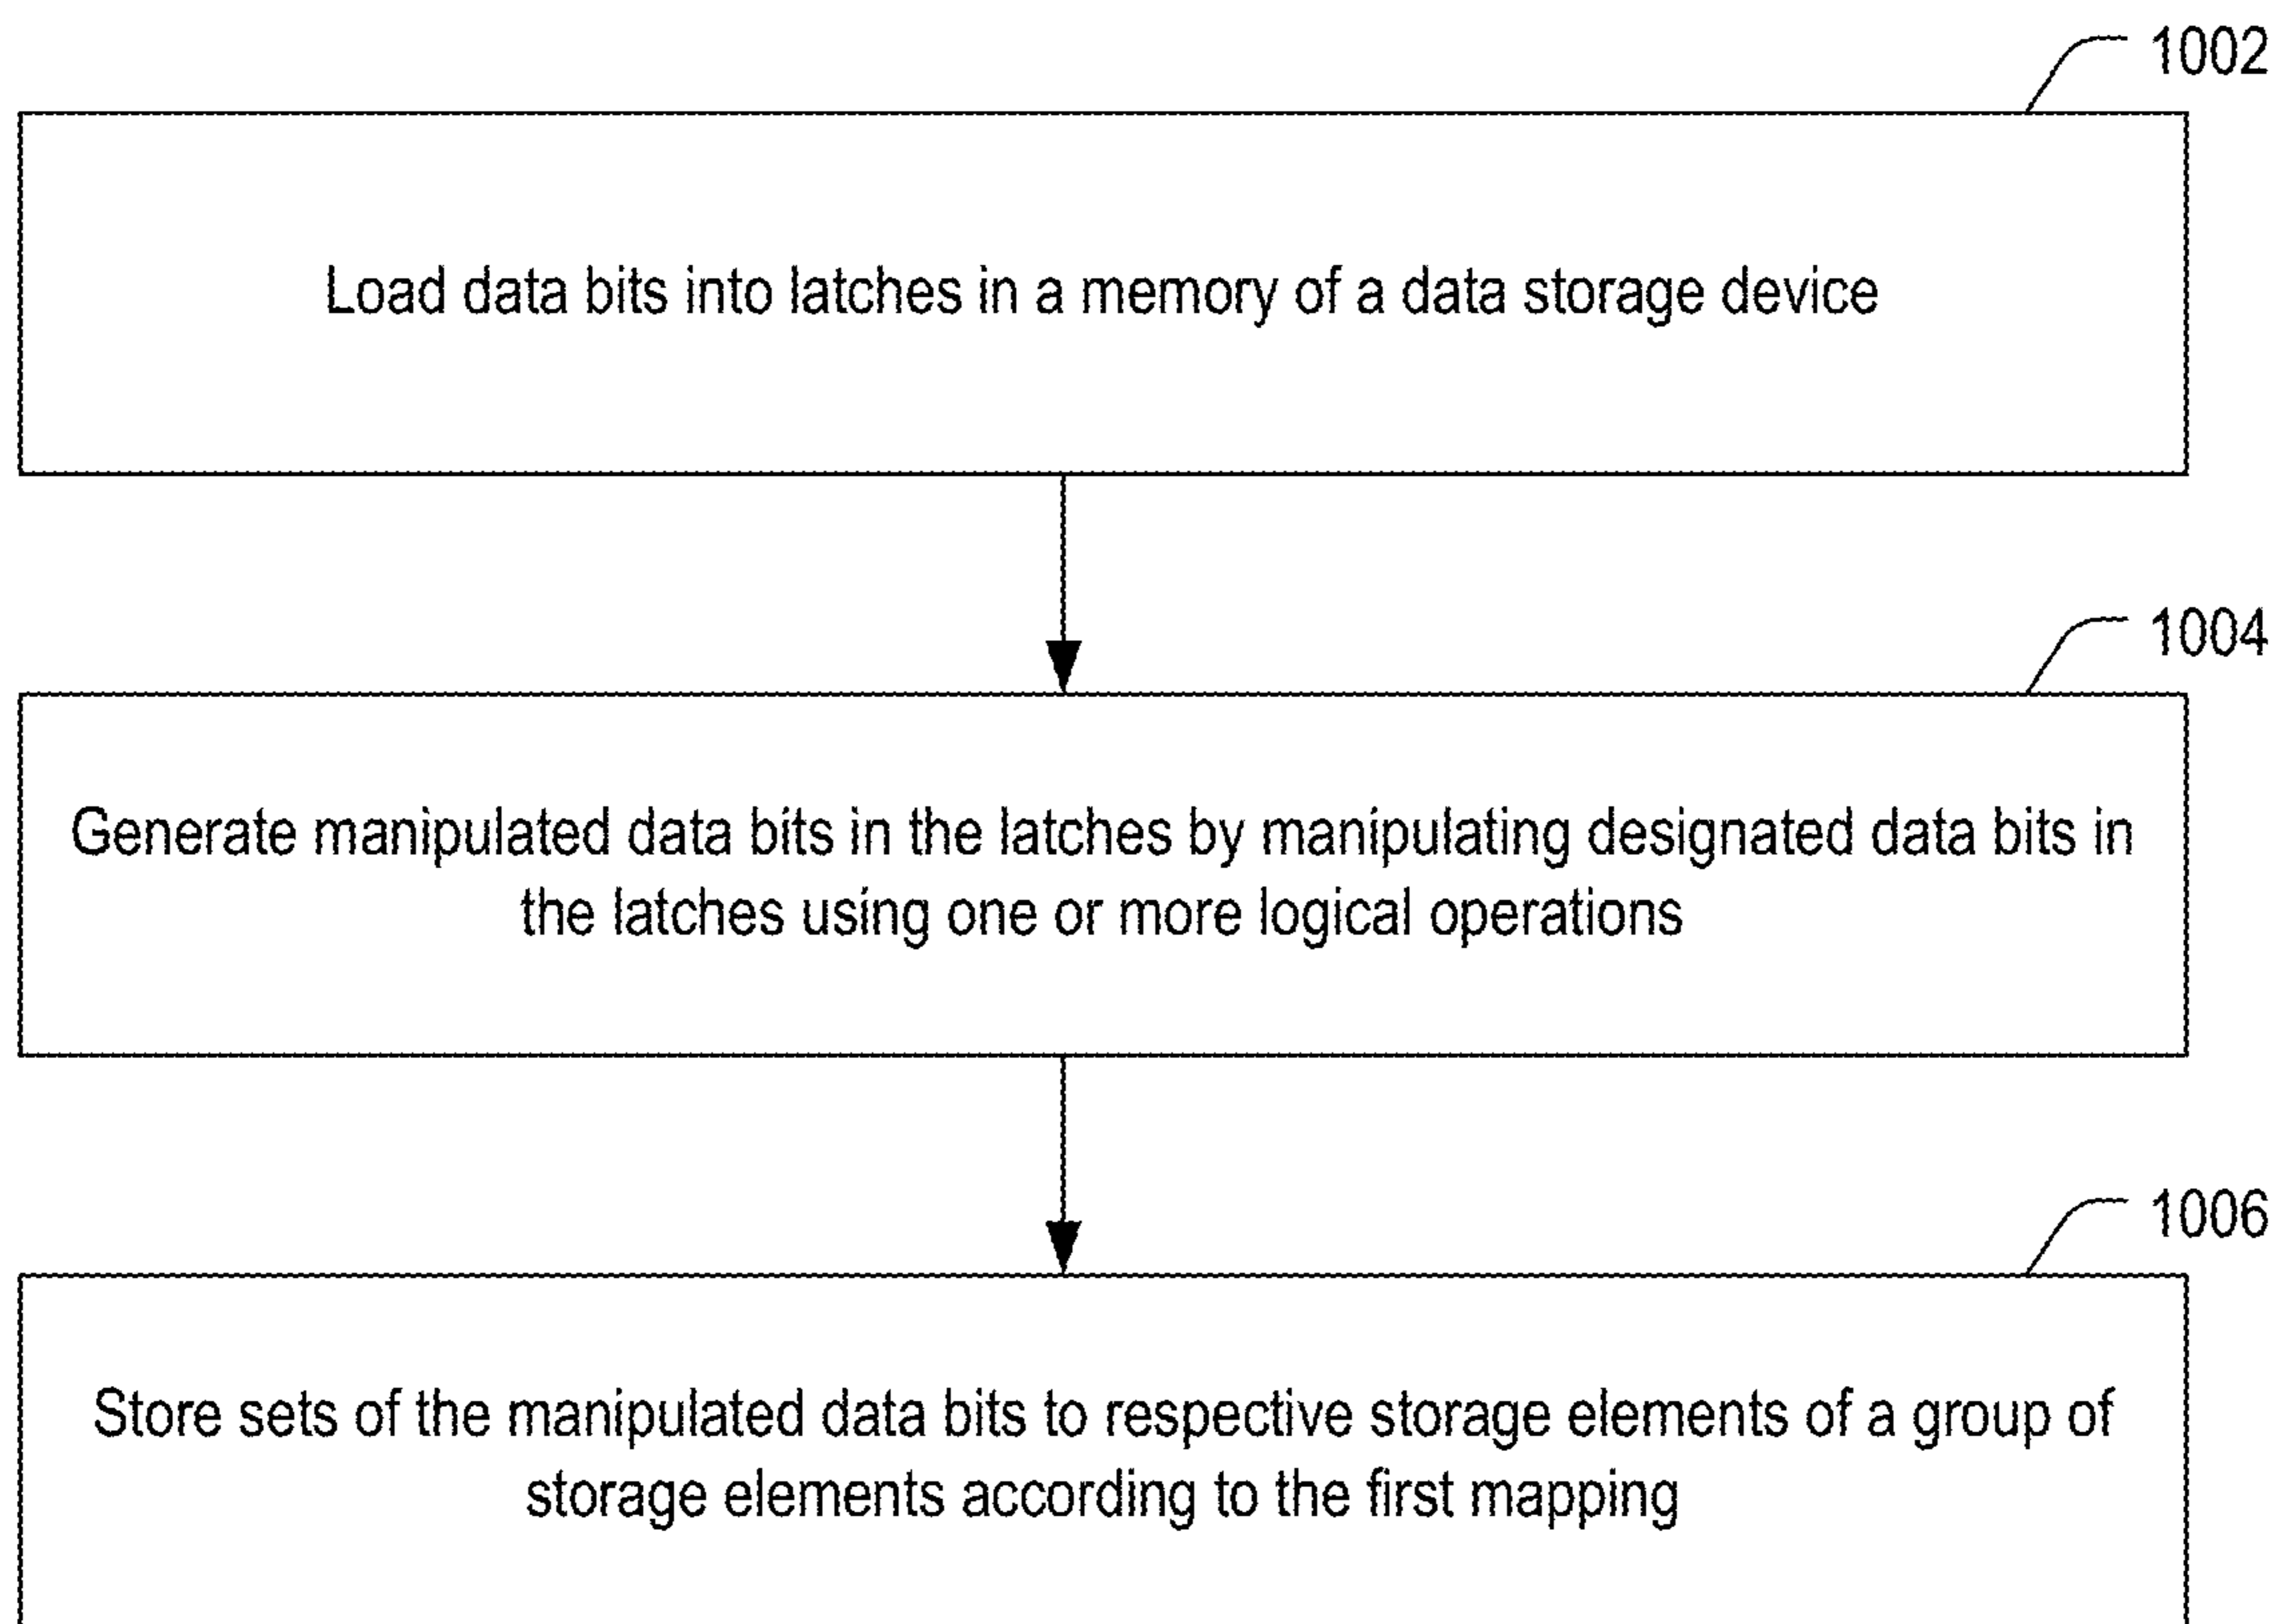 1002
Load data bits into latches in a memory of a data storage device
1004
Generate manipulated data bits in the latches by manipulating designated data bits in
the latches using one or more logical operations
1006
Store sets of the manipulated data bits to respective storage elements of a group of
storage elements according to the first mapping